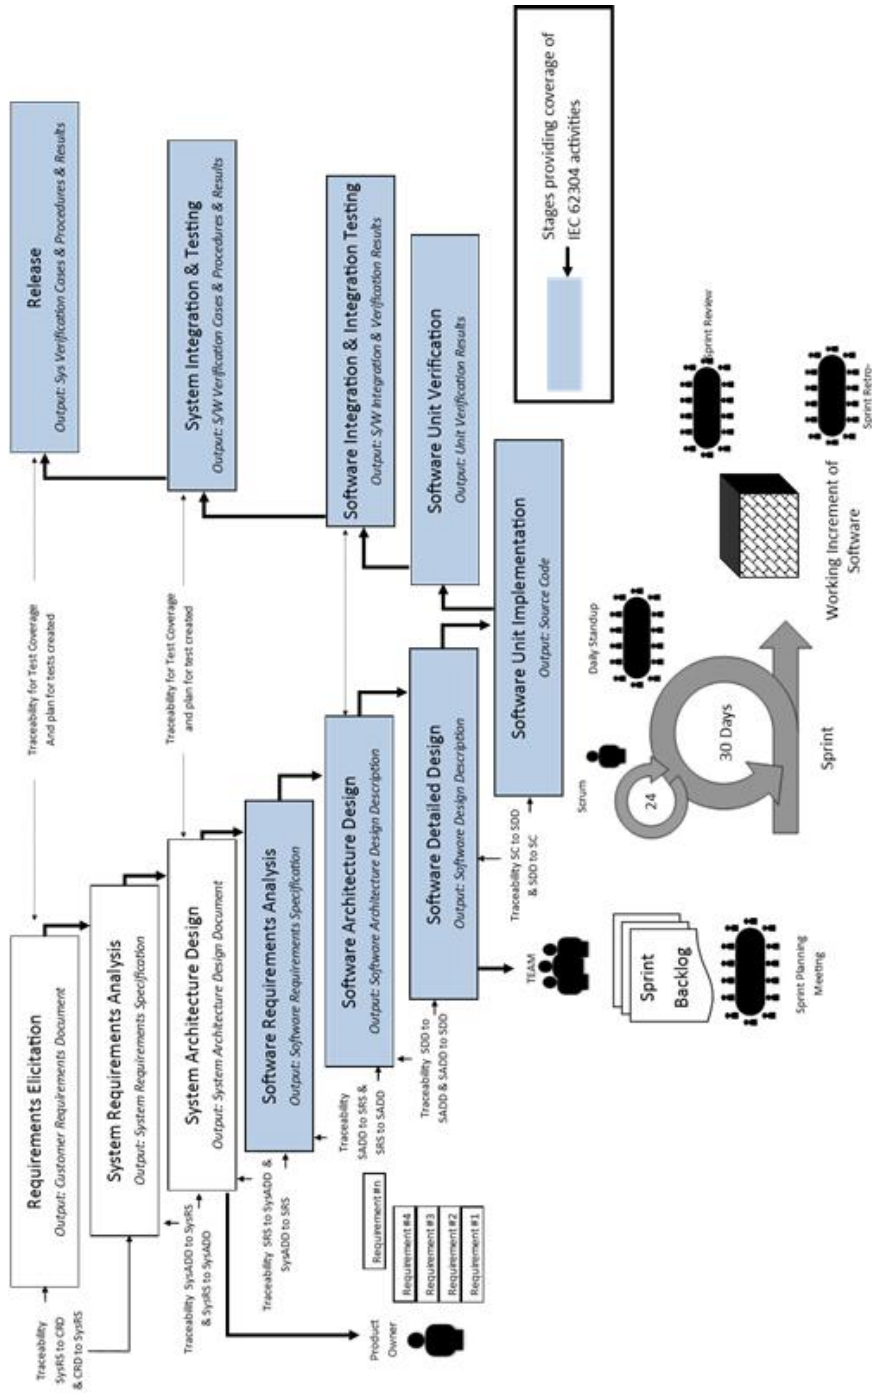 Requirements Elicitation
Output: Customer Requirements Document
System Requirements Analysis
Output: System Requirements Specification
System Architecture Design
Output: System Architecture Design Document
Software Requirements Analysis
Output: Software Requirements Specification
Software Architecture Design
Output: Software Architecture Design Description
Software Detailed Design
Output: Software Design Description
Software Unit Implementation
Output: Source Code
Software Unit Verification
Output: Unit Verification Results
Software Integration & Integration Testing
Output: S/W Integration & Verification Results
System Integration & Testing
Output: S/W Verification Cases & Procedures & Results
Release
Output: Sys Verification Cases & Procedures & Results
Traceability for Test Coverage
And plan for tests created
Traceability for Test Coverage
and plan for test created
Traceability
SysRS to CRD
& CRD to SysRS
Traceability SysADD to SysRS
& SysRS to SysADD
Traceability SRS to SysADD &
SysADD to SRS
Traceability
SADD to SRS &
SRS to SADD
Traceability SDD to
SADD & SADD to SDD
Traceability SC to SDD
& SDD to SC
Stages providing coverage of
IEC 62304 activities
Product
Owner
Requirement #n
Requirement #4
Requirement #3
Requirement #2
Requirement #1
TEAM
Sprint
Backlog
Sprint Planning
Meeting
Scrum
24
30 Days
Sprint
Daily Standup
Working Increment of
Software
Sprint Review
Sprint Retro-